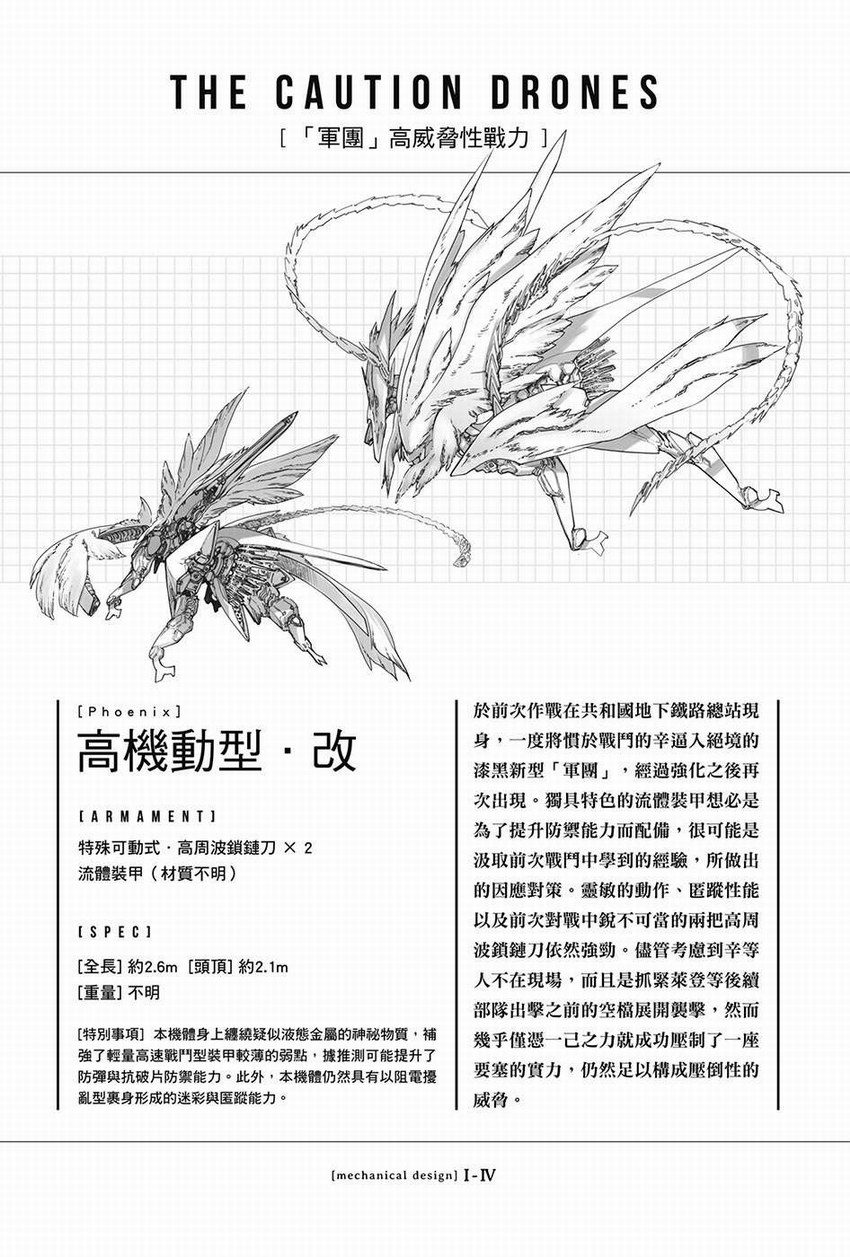 THE CAUTION DRONES
[ 「軍團」高威脅性戰力 ]
[Phoenix]
高機動型・改
[ARMAMENT]
特殊可動式・高周波鎖鏈刀 × 2
流體裝甲（材質不明）
[SPEC]
[全長] 約2.6m [頭頂] 約2.1m
[重量] 不明
[特別事項] 本機體身上纏繞疑似液態金屬的神祕物質，補
強了輕量高速戰鬥型裝甲較薄的弱點，據推測可能提升了
防彈與抗破片防禦能力。此外，本機體仍然具有以阻電擾
亂型裹身形成的迷彩與匿蹤能力。
於前次作戰在共和國地下鐵路總站現
身，一度將慣於戰鬥的辛逼入絕境的
漆黑新型「軍團」，經過強化之後再
次出現。獨具特色的流體裝甲想必是
為了提升防禦能力而配備，很可能是
汲取前次戰鬥中學到的經驗，所做出
的因應對策。靈敏的動作、匿蹤性能
以及前次對戰中銳不可當的兩把高周
波鎖鏈刀依然強勁。儘管考慮到辛等
人不在現場，而且是抓緊萊登等後續
部隊出擊之前的空檔展開襲擊，然而
幾乎僅憑一己之力就成功壓制了一座
要塞的實力，仍然足以構成壓倒性的
威脅。
[mechanical design] I-IV